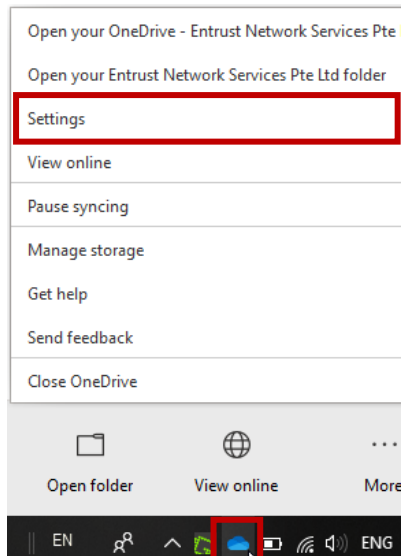 Open your OneDrive - Entrust Network Services Pte
Open your Entrust Network Services Pte Ltd folder
Settings
View online
Pause syncing
Manage storage
Get help
Send feedback
Close OneDrive
Open folder View online More
EN ENG